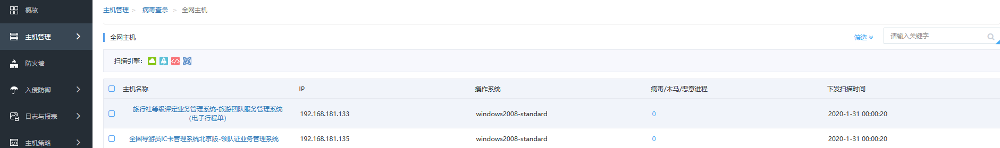 概览
主机管理
防火墙
入侵防御
日志与报表
主机策略
主机管理 > 病毒查杀 > 全网主机
全网主机
筛选
请输入关键字
扫描引擎：
主机名称 IP 操作系统 病毒/木马/恶意进程 下发扫描时间
旅行社等级评定业务管理系统-旅游团队服务管理系统
(电子行程单)
192.168.181.133 windows2008-standard 0 2020-1-31 00:00:20
全国导游员IC卡管理系统北京版-领队证业务管理系统 192.168.181.135 windows2008-standard 0 2020-1-31 00:00:20